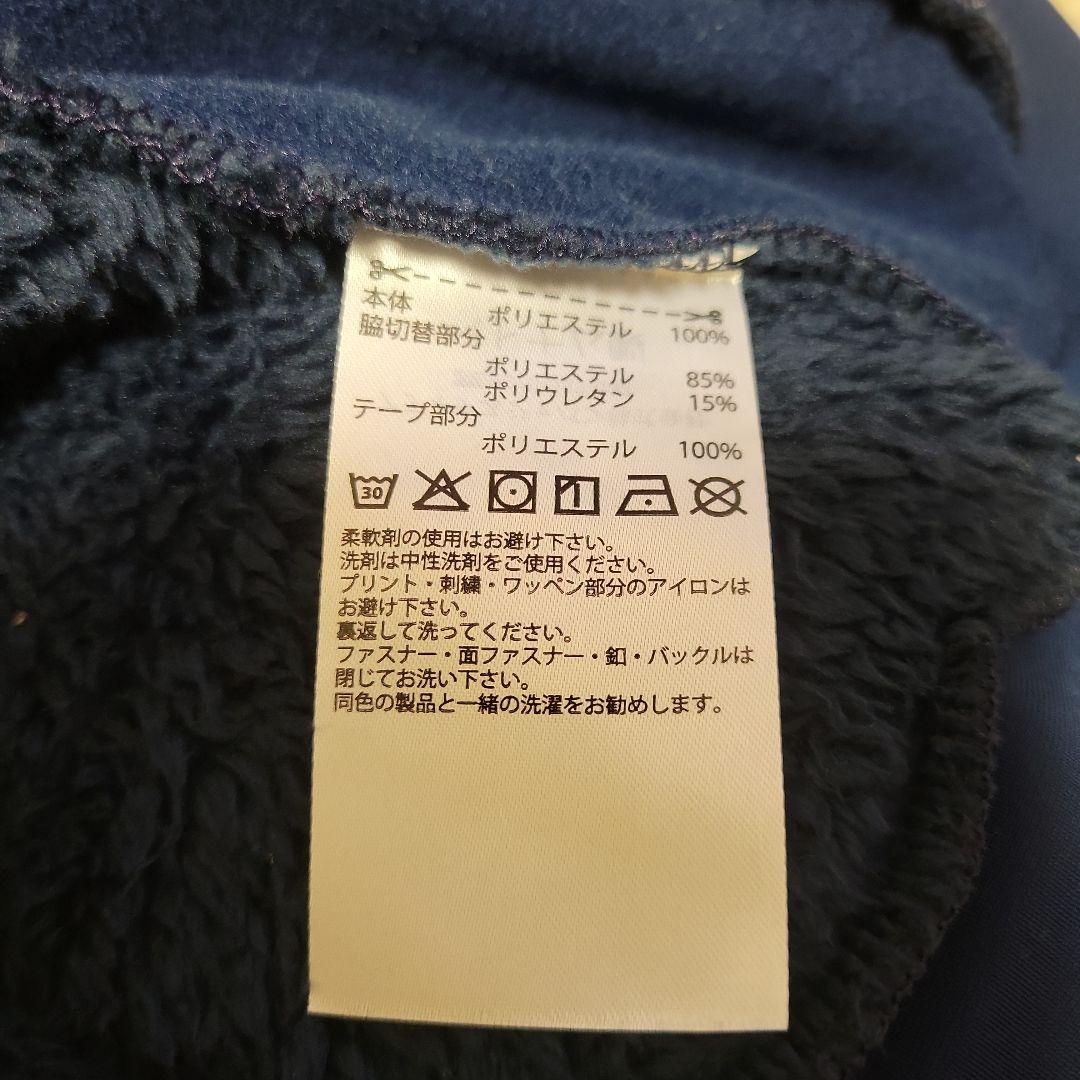 本体
ポリエステル 100%
脇切替部分
ポリエステル 85%
ポリウレタン 15%
テープ部分
ポリエステル 100%
30
柔軟剤の使用はお避け下さい。
洗剤は中性洗剤をご使用ください。
プリント・刺繍・ワッペン部分のアイロンは
お避け下さい。
裏返して洗ってください。
ファスナー・面ファスナー・釦・バックルは
閉じてお洗い下さい。
同色の製品と一緒の洗濯をお勧めします。